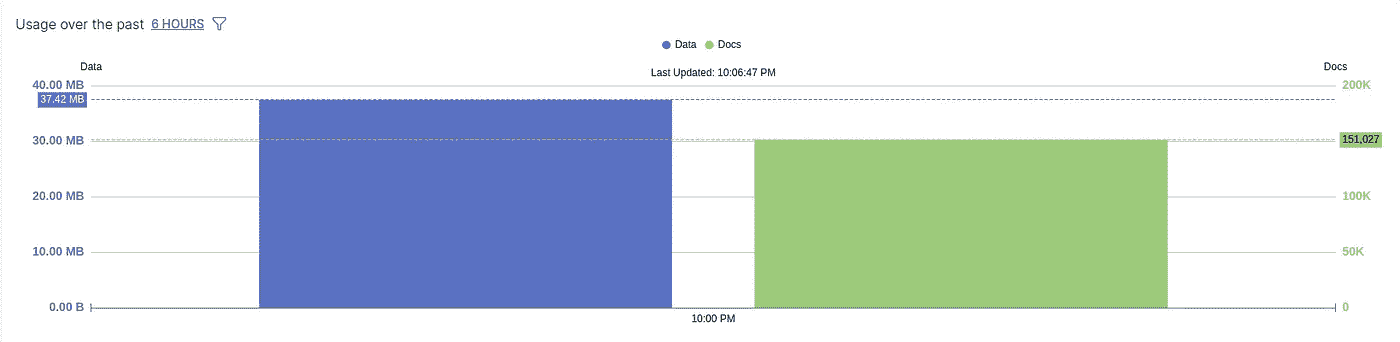 Usage over the past 6 HOURS
Data Docs
Last Updated: 10:06:47 PM
Data
40.00 MB
37.42 MB
30.00 MB
20.00 MB
10.00 MB
0.00 B
10:00 PM
Docs
200K
151,027
100K
50K
0